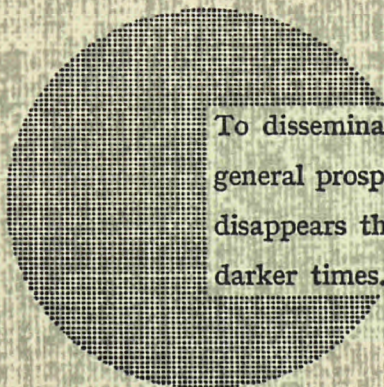 To dissemina
general prosp
disappears th
darker times.